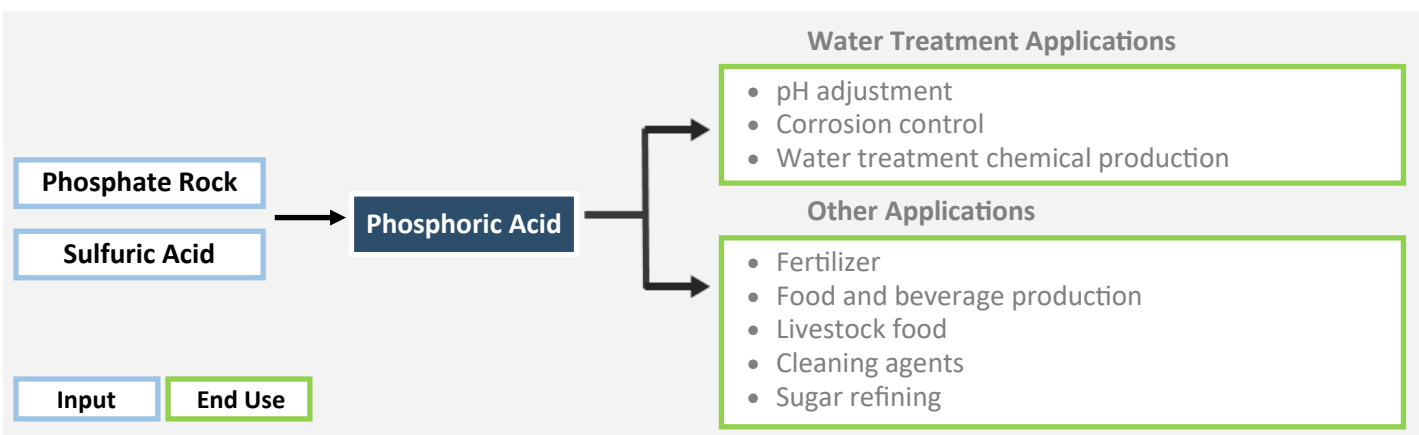 Water Treatment Applications
• pH adjustment
• Corrosion control
• Water treatment chemical production
Phosphate Rock
Sulfuric Acid
Phosphoric Acid
Other Applications
• Fertilizer
• Food and beverage production
• Livestock food
• Cleaning agents
• Sugar refining
Input
End Use